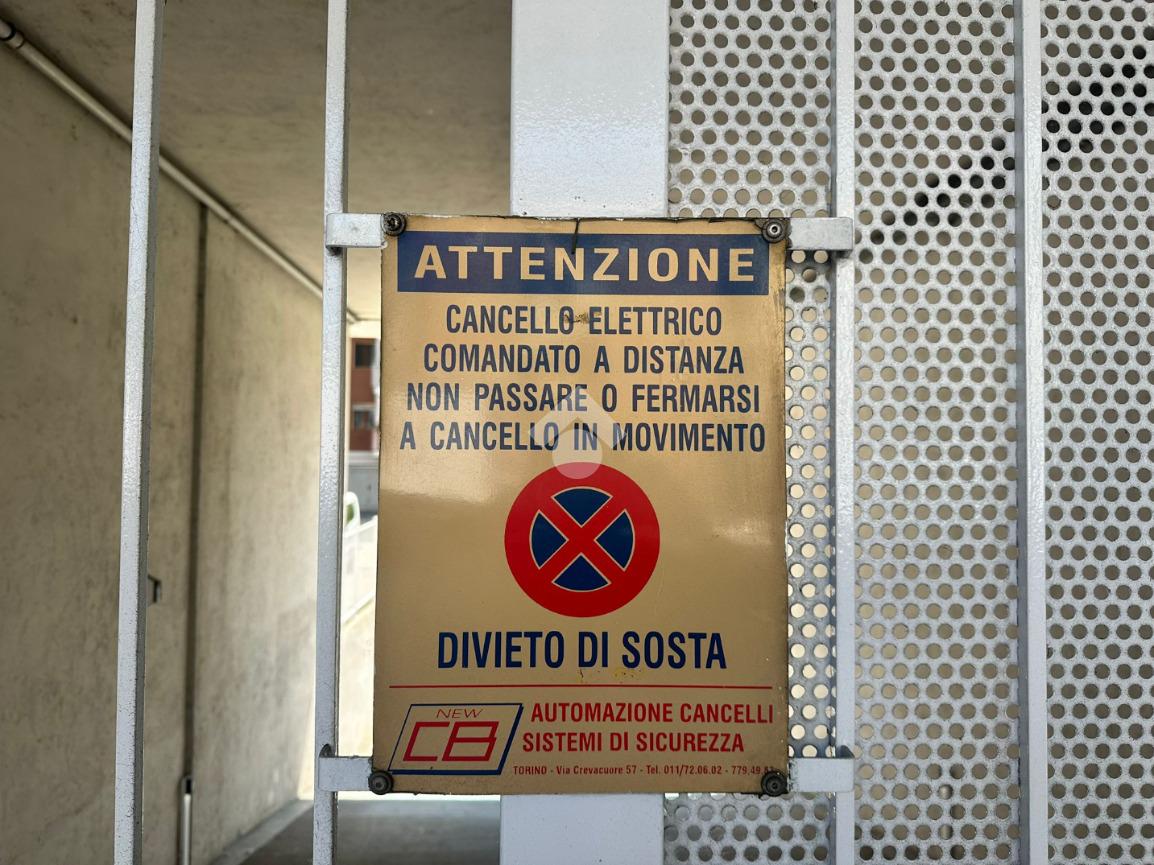 ATTENZIONE
CANCELLO ELETTRICO
COMANDATO A DISTANZA
NON PASSARE O FERMARSI
A CANCELLO IN MOVIMENTO
DIVIETO DI SOSTA
NEW
CB
AUTOMAZIONE CANCELLI
SISTEMI DI SICUREZZA
TORINO - Via Crevacuore 57 - Tel. 011/72.06.02 -